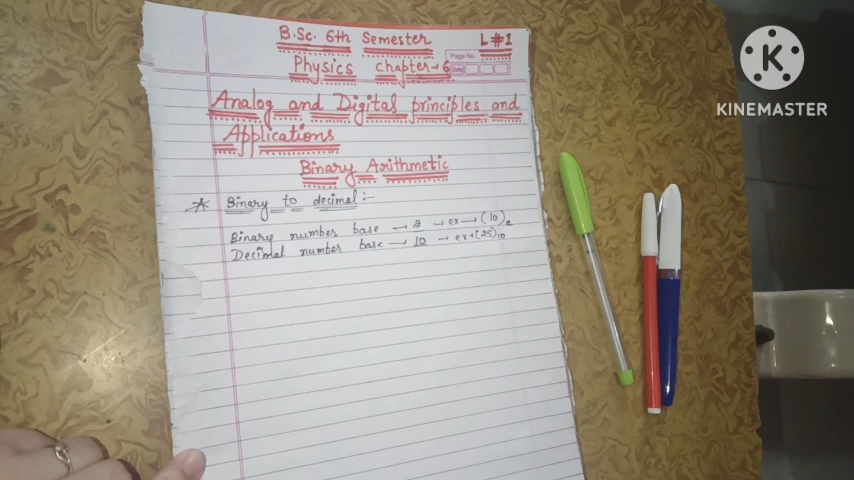 B.Sc. 6th Semester L#1
Physics chapter-6
Page No.
Date
Analog and Digital principles and
Applications
Binary Arithmetic
* Binary to decimal:-
Binary number base → 2 → ex → (10)₂
Decimal number base → 10 → ex → (25)₁₀
K
KINEMASTER